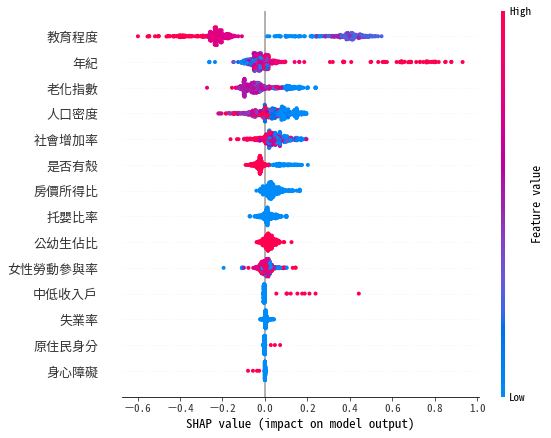 High
教育程度
年紀
老化指數
人口密度
社會增加率
是否有殼
房價所得比
托嬰比率
公幼生佔比
女性勞動參與率
中低收入戶
失業率
原住民身分
身心障礙
Feature value
Low
−0.6 −0.4 −0.2 0.0 0.2 0.4 0.6 0.8 1.0
SHAP value (impact on model output)